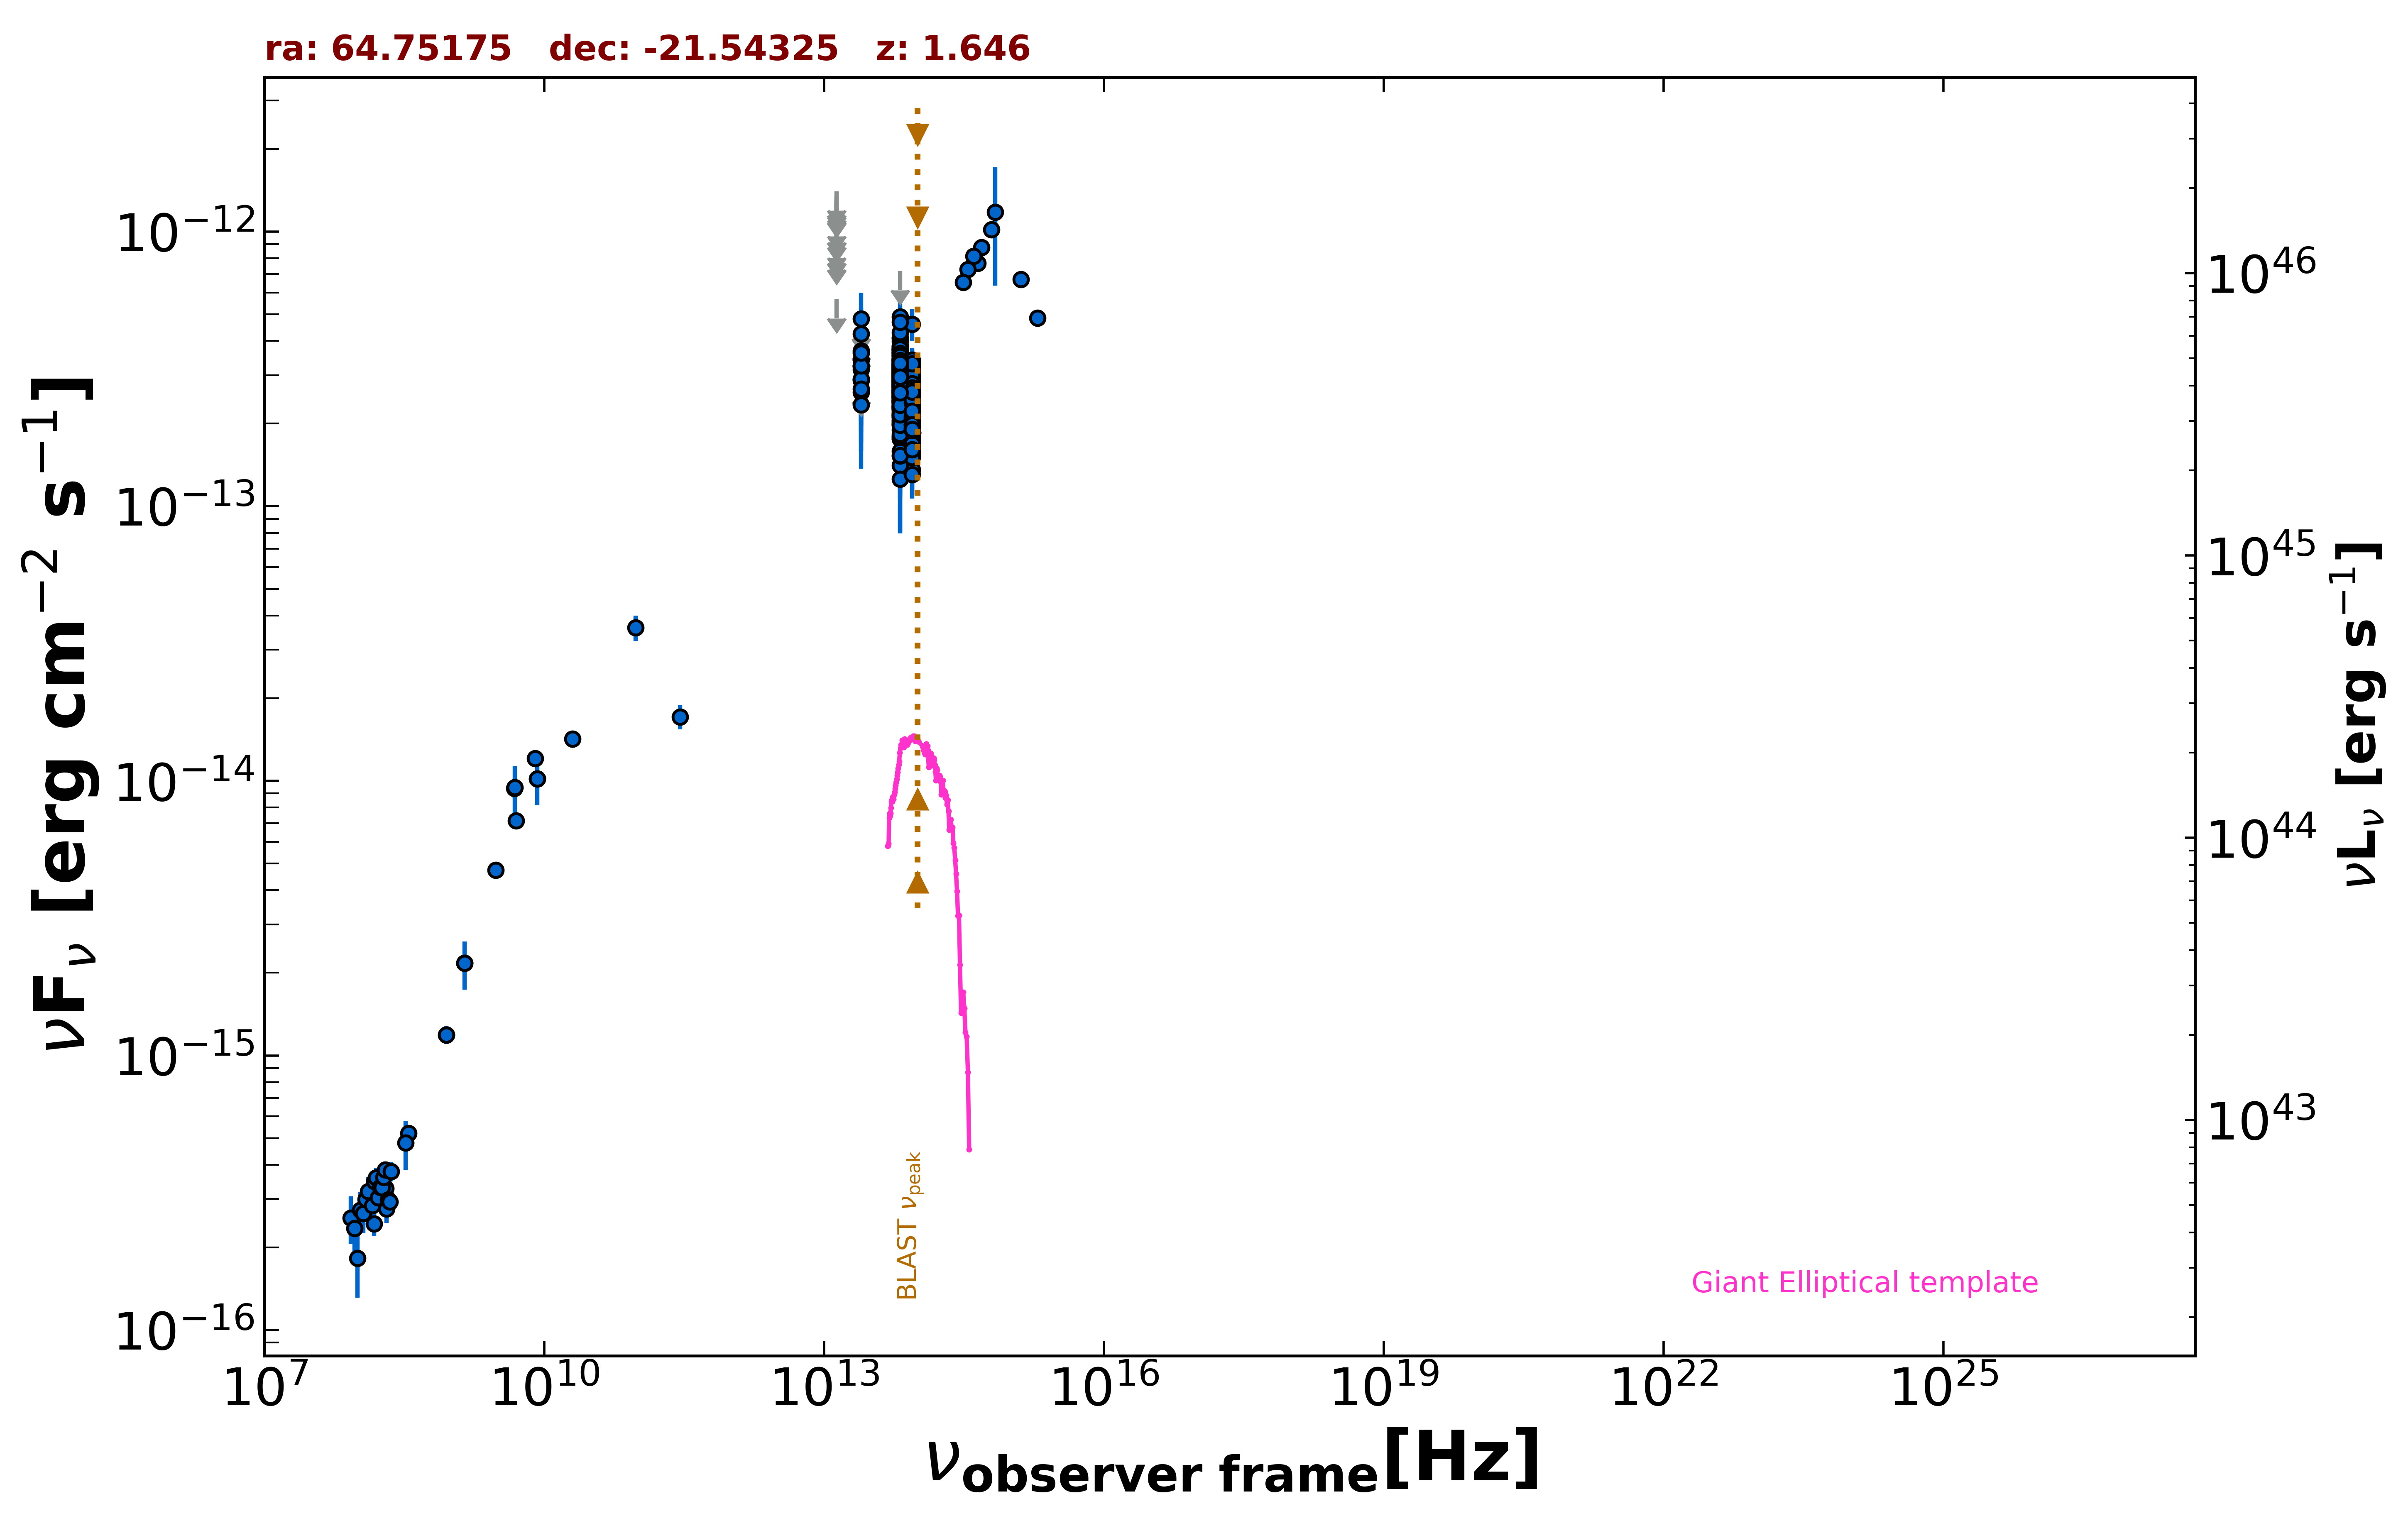 ra: 64.75175   dec: -21.54325   z: 1.646
νF_ν [erg cm^−2 s^−1]
10^−12
10^−13
10^−14
10^−15
10^−16
10^46
10^45
10^44
10^43
νL_ν [erg s^−1]
BLAST ν_peak
Giant Elliptical template
10^7 10^10 10^13 10^16 10^19 10^22 10^25
ν_observer frame [Hz]